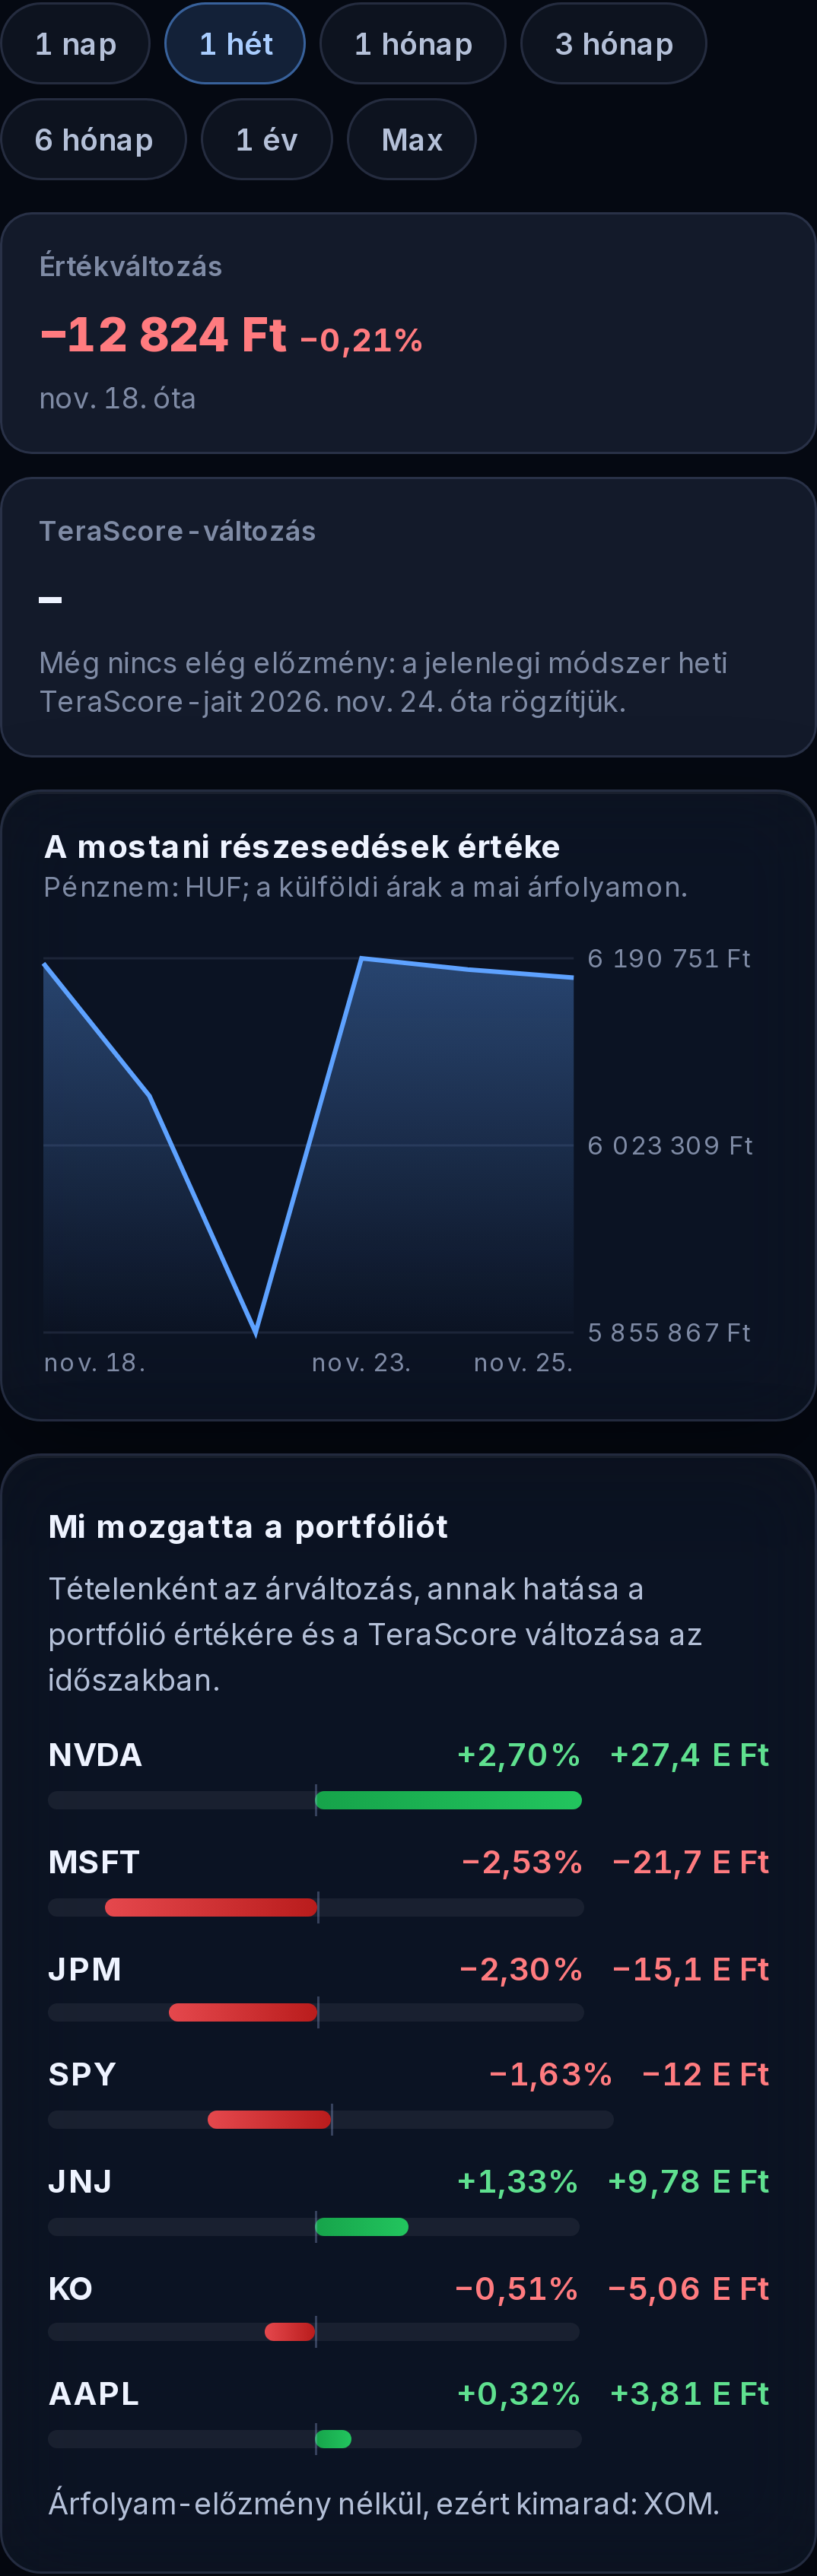 1 nap
1 hét
1 hónap
3 hónap
6 hónap
1 év
Max
Értékváltozás
−12 824 Ft −0,21%
nov. 18. óta
TeraScore-változás
–
Még nincs elég előzmény: a jelenlegi módszer heti
TeraScore-jait 2026. nov. 24. óta rögzítjük.
A mostani részesedések értéke
Pénznem: HUF; a külföldi árak a mai árfolyamon.
6 190 751 Ft
6 023 309 Ft
5 855 867 Ft
nov. 18.
nov. 23.
nov. 25.
Mi mozgatta a portfóliót
Tételenként az árváltozás, annak hatása a
portfólió értékére és a TeraScore változása az
időszakban.
NVDA +2,70% +27,4 E Ft
MSFT −2,53% −21,7 E Ft
JPM −2,30% −15,1 E Ft
SPY −1,63% −12 E Ft
JNJ +1,33% +9,78 E Ft
KO −0,51% −5,06 E Ft
AAPL +0,32% +3,81 E Ft
Árfolyam-előzmény nélkül, ezért kimarad: XOM.